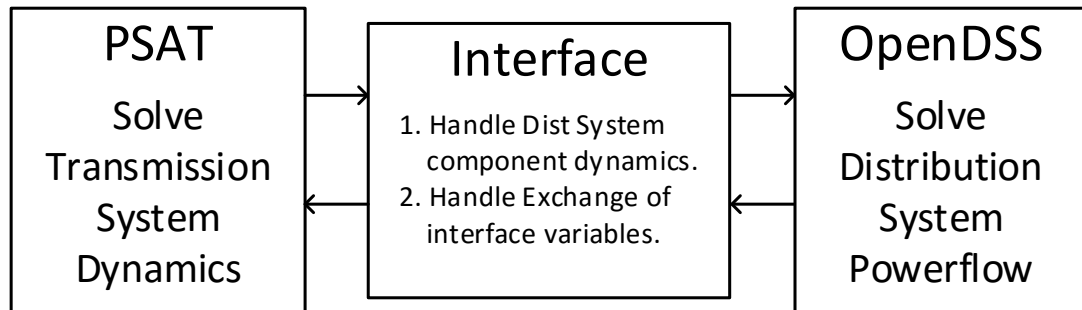 PSAT
Solve
Transmission
System
Dynamics
Interface
1. Handle Dist System
component dynamics.
2. Handle Exchange of
interface variables.
OpenDSS
Solve
Distribution
System
Powerflow